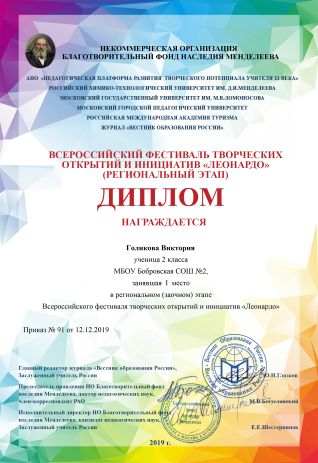 НЕКОММЕРЧЕСКАЯ ОРГАНИЗАЦИЯ
БЛАГОТВОРИТЕЛЬНЫЙ ФОНД НАСЛЕДИЯ МЕНДЕЛЕЕВА
АНО «ПЕДАГОГИЧЕСКАЯ ПЛАТФОРМА РАЗВИТИЯ ТВОРЧЕСКОГО ПОТЕНЦИАЛА УЧИТЕЛЯ 21 ВЕКА»
РОССИЙСКИЙ ХИМИКО-ТЕХНОЛОГИЧЕСКИЙ УНИВЕРСИТЕТ ИМ. Д.И.МЕНДЕЛЕЕВА
МОСКОВСКИЙ ГОСУДАРСТВЕННЫЙ УНИВЕРСИТЕТ ИМ. М.В.ЛОМОНОСОВА
МОСКОВСКИЙ ГОРОДСКОЙ ПЕДАГОГИЧЕСКИЙ УНИВЕРСИТЕТ
РОССИЙСКАЯ МЕЖДУНАРОДНАЯ АКАДЕМИЯ ТУРИЗМА
ЖУРНАЛ «ВЕСТНИК ОБРАЗОВАНИЯ РОССИИ»
ВСЕРОССИЙСКИЙ ФЕСТИВАЛЬ ТВОРЧЕСКИХ
ОТКРЫТИЙ И ИНИЦИАТИВ «ЛЕОНАРДО»
(РЕГИОНАЛЬНЫЙ ЭТАП)
ДИПЛОМ
НАГРАЖДАЕТСЯ
Голикова Виктория
ученица 2 класса
МБОУ Бобровская СОШ №2,
занявшая I место
в региональном (заочном) этапе
Всероссийского фестиваля творческих открытий и инициатив «Леонардо»
Приказ № 91 от 12.12.2019
Главный редактор журнала «Вестник образования России»,
Заслуженный учитель России
Ю.И.Глазков
Председатель правления НО Благотворительный фонд
наследия Менделеева, доктор педагогических наук,
член-корреспондент РАО
М.В.Богуславский
Исполнительный директор НО Благотворительный фонд
наследия Менделеева, кандидат педагогических наук,
Заслуженный учитель России
Е.Е.Шестернинов
2019 г.